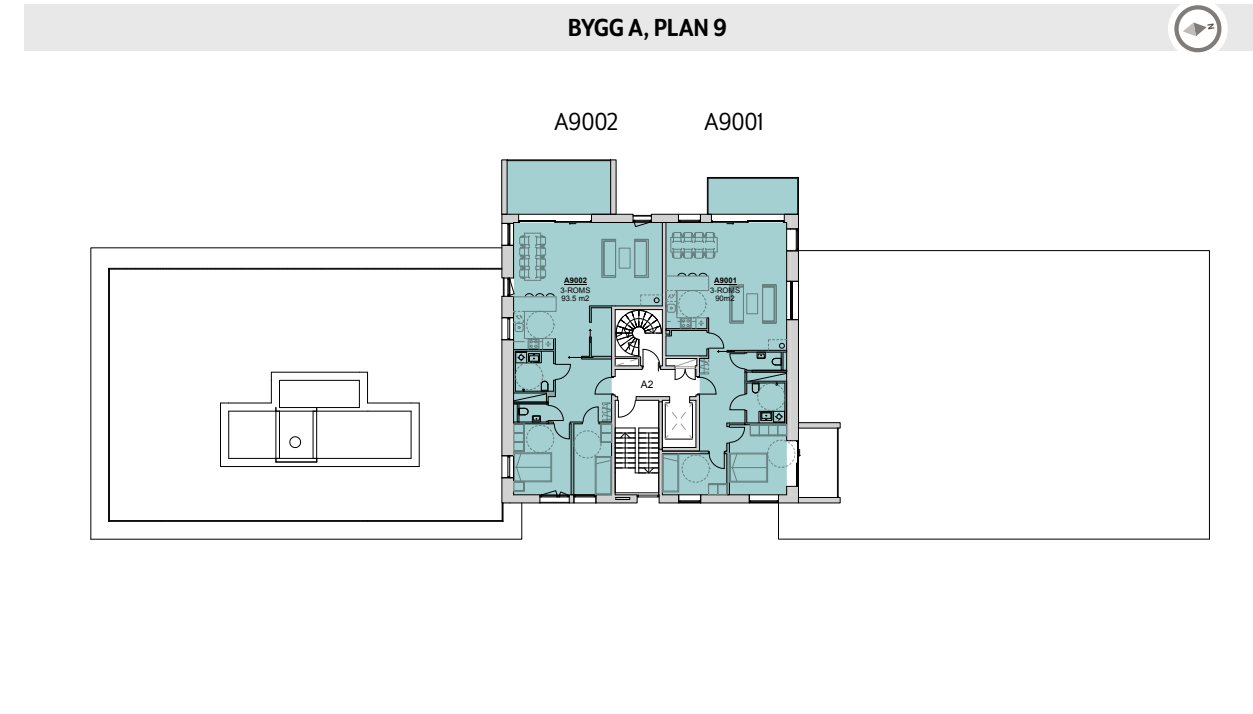 BYGG A, PLAN 9
N
A9002
A9001
A9002
3-ROMS
93.5 m2
A9001
3-ROMS
90m2
A2